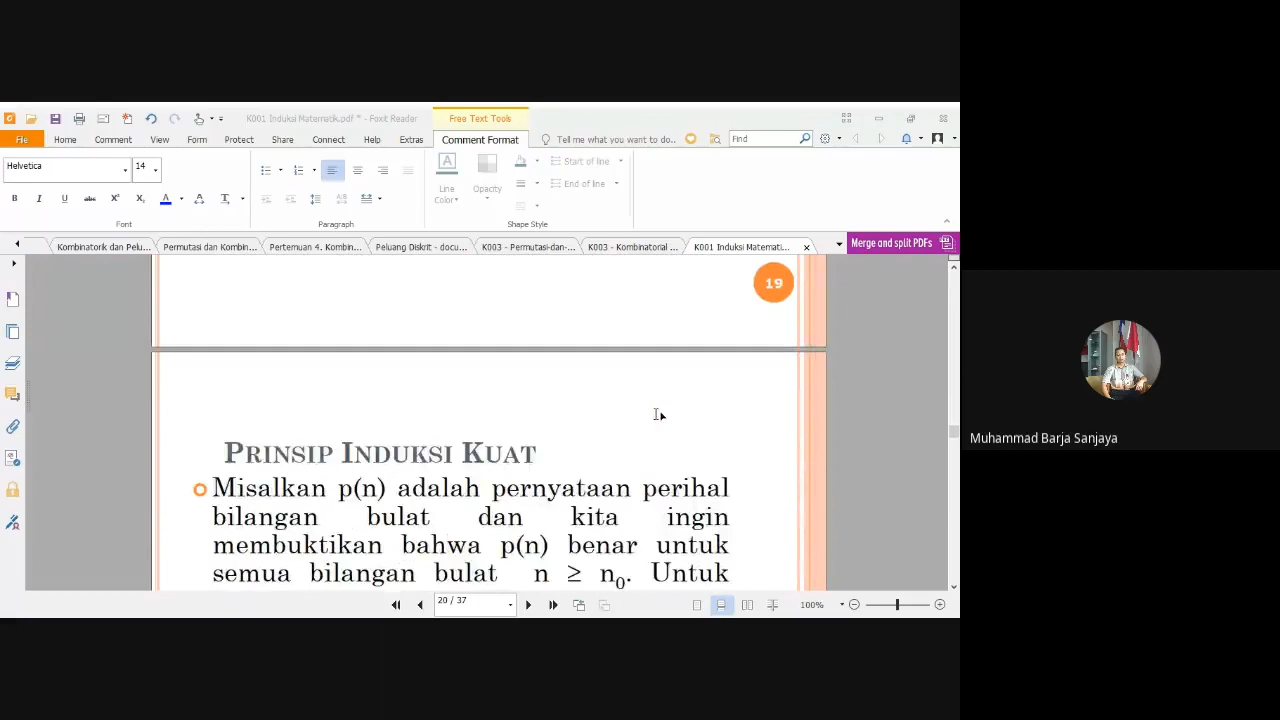 K001 Induksi Matematik.pdf * - Foxit Reader
Free Text Tools
File Home Comment View Form Protect Share Connect Help Extras Comment Format Tell me what you want to do.. Find
Helvetica 14
Line Color
Opacity
Start of line
End of line
Font Paragraph Shape Style
Kombinatorik dan Pelu... Permutasi dan Kombin... Pertemuan 4. Kombin... Peluang Diskrit - docu... K003 - Permutasi-dan-... K003 - Kombinatorial ... K001 Induksi Matemati... Merge and split PDFs
19
PRINSIP INDUKSI KUAT
Misalkan p(n) adalah pernyataan perihal
bilangan bulat dan kita ingin
membuktikan bahwa p(n) benar untuk
semua bilangan bulat n ≥ n₀. Untuk
20 / 37
100%
Muhammad Barja Sanjaya